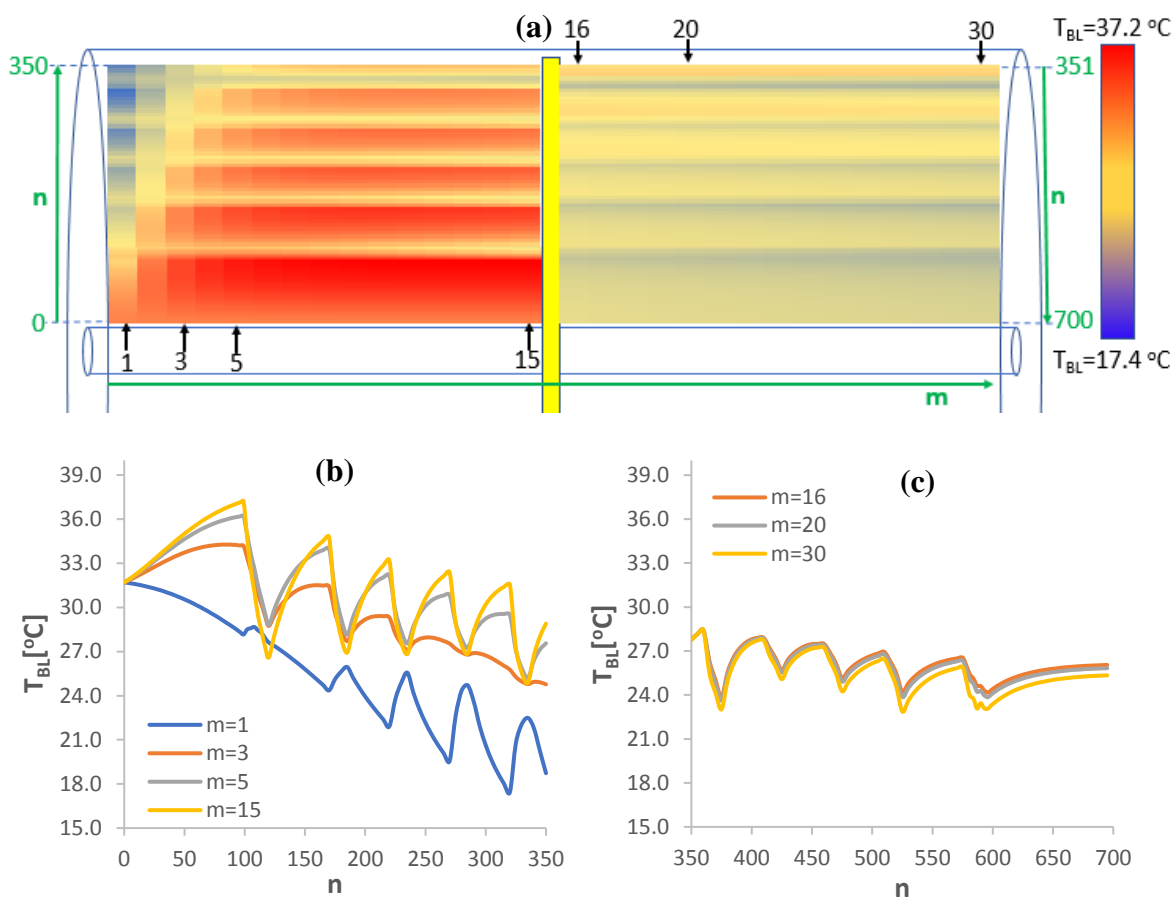 (a)
16
20
30
T_BL=37.2 °C
350
351
n
n
0
700
1
3
5
15
T_BL=17.4 °C
m
(b)
39.0
36.0
33.0
30.0
27.0
24.0
21.0
18.0
15.0
T_BL[°C]
m=1
m=3
m=5
m=15
0
50
100
150
200
250
300
350
n
(c)
39.0
36.0
33.0
30.0
27.0
24.0
21.0
18.0
15.0
T_BL[°C]
m=16
m=20
m=30
350
400
450
500
550
600
650
700
n